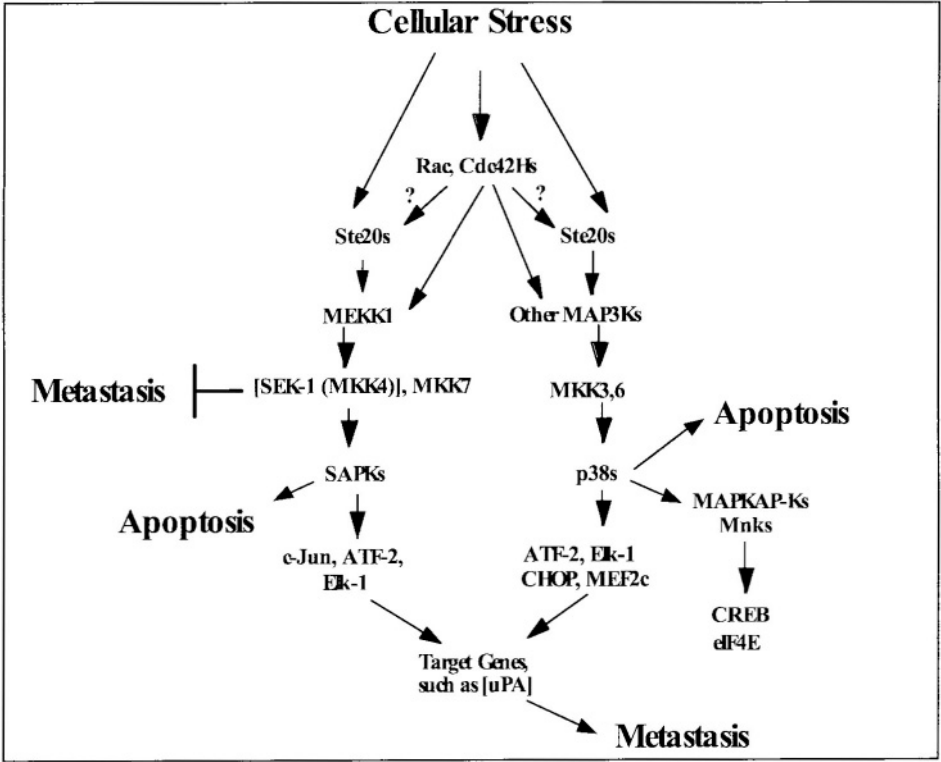 Cellular Stress
Rac, Cdc42Hs
?
?
Ste20s
Ste20s
MEKK1
Other MAP3Ks
Metastasis
[SEK-1 (MKK4)], MKK7
MKK3,6
Apoptosis
SAPKs
p38s
MAPKAP-Ks
Mnks
Apoptosis
c-Jun, ATF-2,
Elk-1
ATF-2, Elk-1
CHOP, MEF2c
CREB
eIF4E
Target Genes,
such as [uPA]
Metastasis